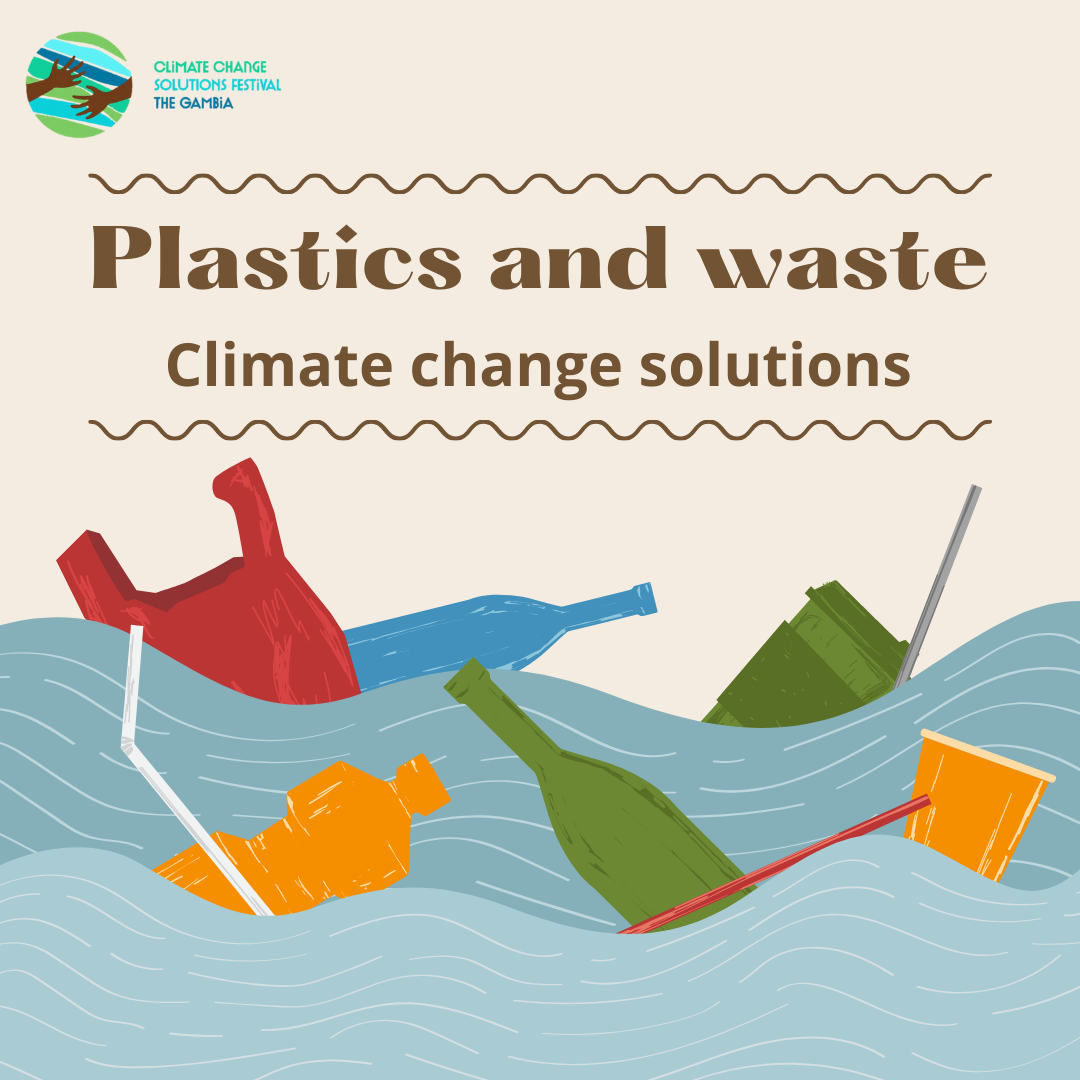 CLiMATE CHANGE
SOLUTIONS FESTiVAL
THE GAMBiA
Plastics and waste
Climate change solutions